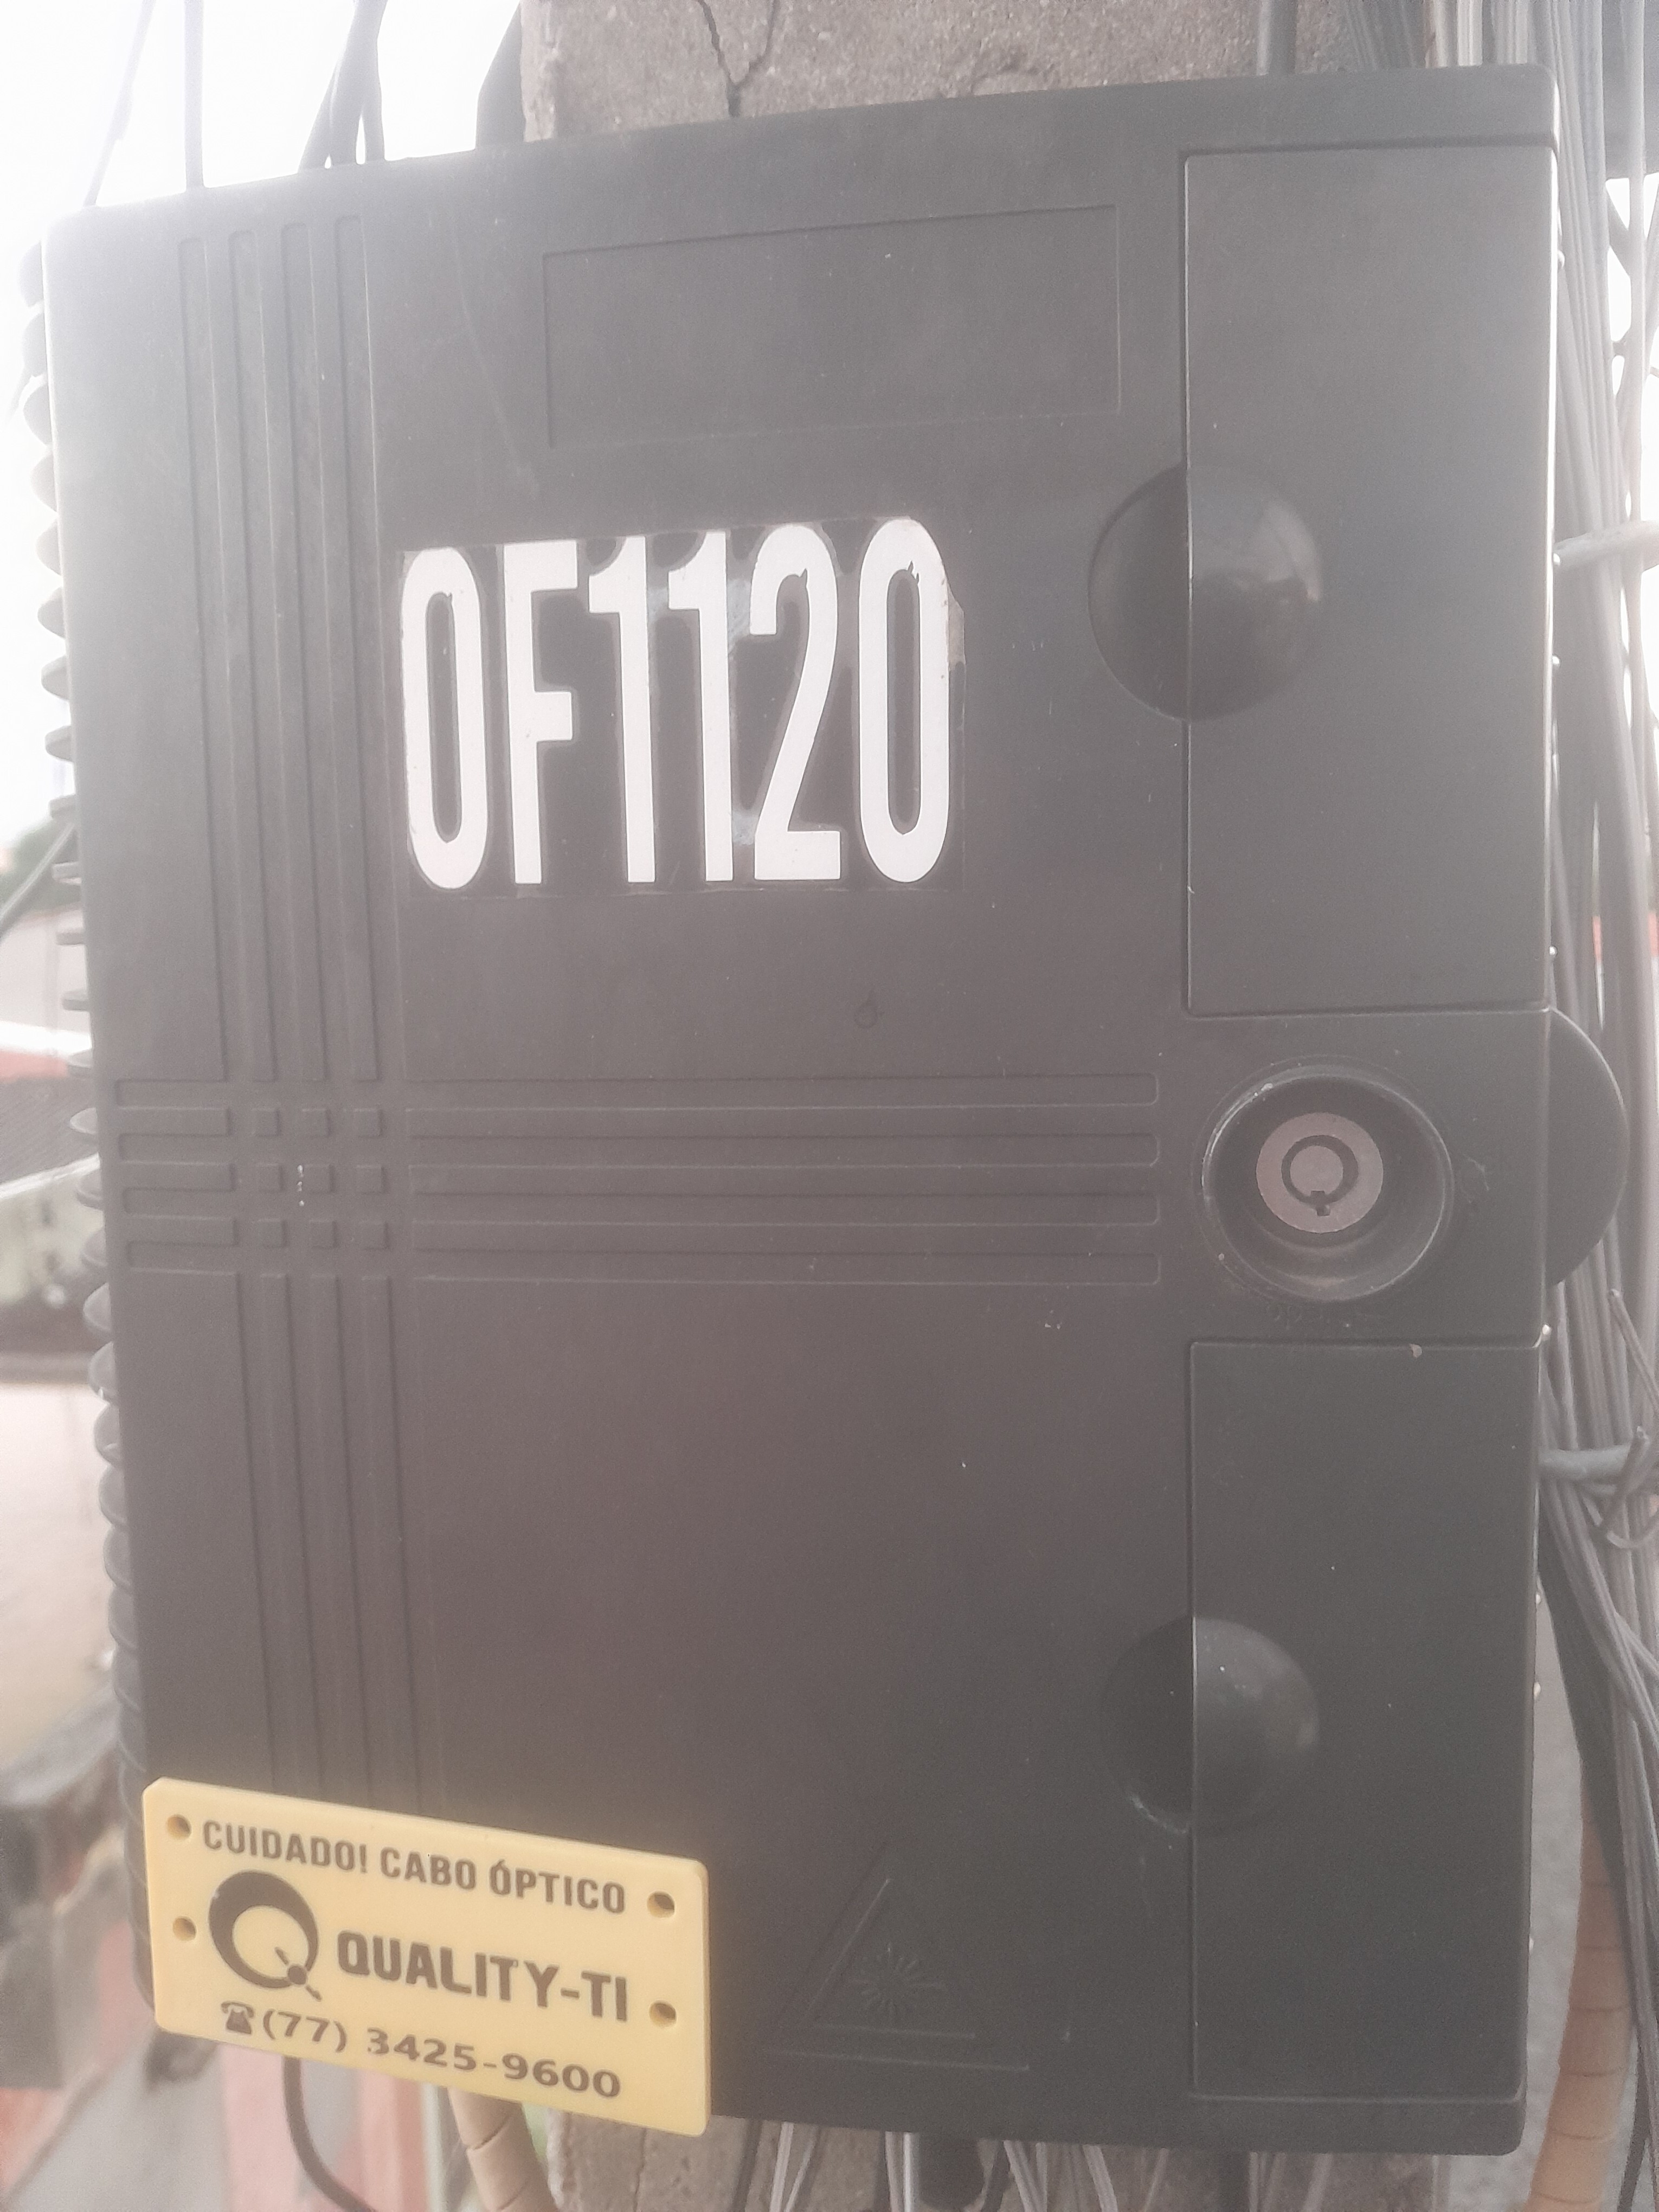 OF1120
CUIDADO! CABO ÓPTICO
QUALITY-TI
(77) 3425-9600